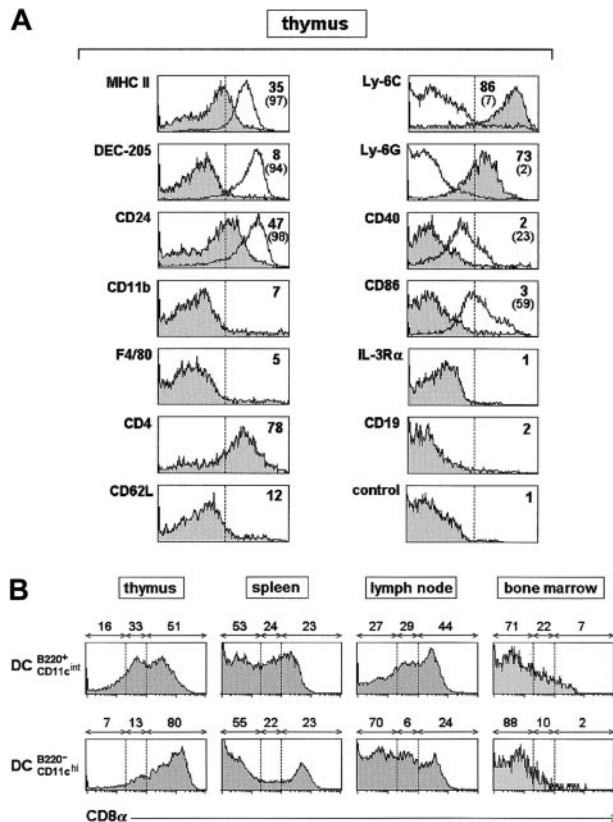 A
thymus
MHC II 35 (97)
Ly-6C 86 (7)
DEC-205 8 (94)
Ly-6G 73 (2)
CD24 47 (98)
CD40 2 (23)
CD11b 7
CD86 3 (59)
F4/80 5
IL-3Rα 1
CD4 78
CD19 2
CD62L 12
control 1
B
thymus spleen lymph node bone marrow
16 33 51 53 24 23 27 29 44 71 22 7
DC B220+ CD11c int
7 13 80 55 22 23 70 6 24 88 10 2
DC B220- CD11c hi
CD8α